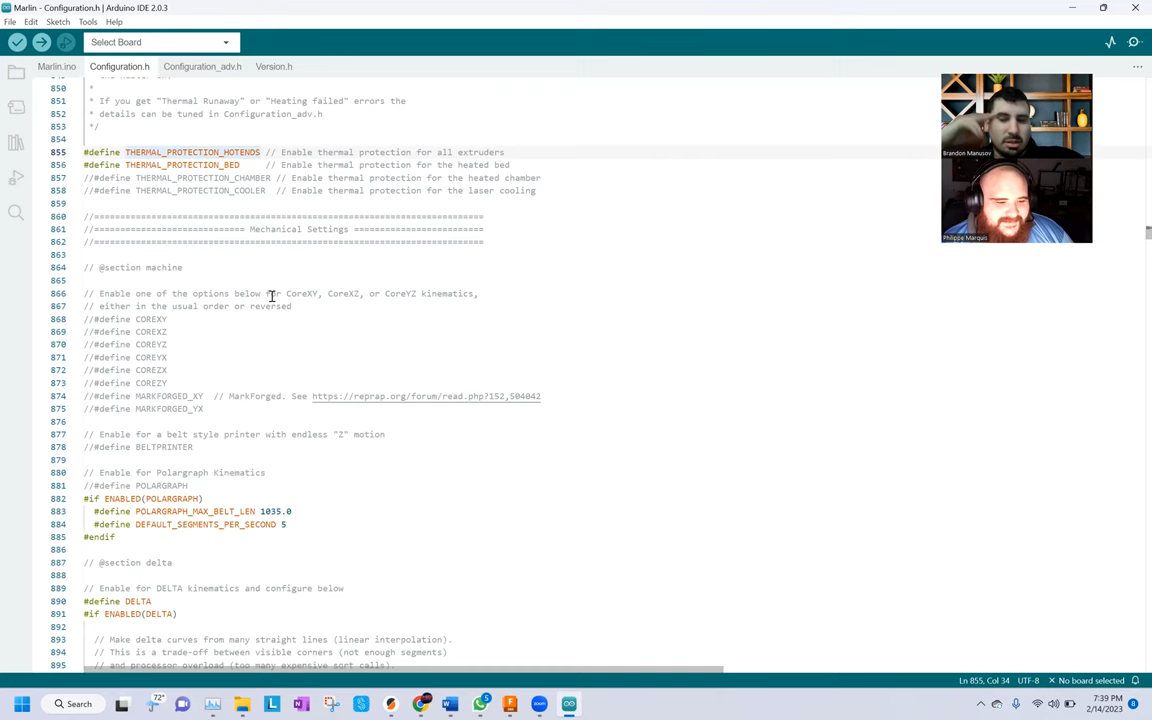 Marlin - Configuration.h | Arduino IDE 2.0.3
File Edit Sketch Tools Help
Select Board
Marlin.ino Configuration.h Configuration_adv.h Version.h
850 *
851 * If you get "Thermal Runaway" or "Heating failed" errors the
852 * details can be tuned in Configuration_adv.h
853 */
854
855 #define THERMAL_PROTECTION_HOTENDS // Enable thermal protection for all extruders
856 #define THERMAL_PROTECTION_BED // Enable thermal protection for the heated bed
857 //#define THERMAL_PROTECTION_CHAMBER // Enable thermal protection for the heated chamber
858 //#define THERMAL_PROTECTION_COOLER // Enable thermal protection for the laser cooling
859
860 //===========================================================================
861 //============================= Mechanical Settings =========================
862 //===========================================================================
863
864 // @section machine
865
866 // Enable one of the options below for CoreXY, CoreXZ, or CoreYZ kinematics,
867 // either in the usual order or reversed
868 //#define COREXY
869 //#define COREXZ
870 //#define COREYZ
871 //#define COREYX
872 //#define COREZX
873 //#define COREZY
874 //#define MARKFORGED_XY // MarkForged. See https://reprap.org/forum/read.php?152,504042
875 //#define MARKFORGED_YX
876
877 // Enable for a belt style printer with endless "Z" motion
878 //#define BELTPRINTER
879
880 // Enable for Polargraph Kinematics
881 //#define POLARGRAPH
882 #if ENABLED(POLARGRAPH)
883 #define POLARGRAPH_MAX_BELT_LEN 1035.0
884 #define DEFAULT_SEGMENTS_PER_SECOND 5
885 #endif
886
887 // @section delta
888
889 // Enable for DELTA kinematics and configure below
890 #define DELTA
891 #if ENABLED(DELTA)
892
893 // Make delta curves from many straight lines (linear interpolation).
894 // This is a trade-off between visible corners (not enough segments)
895 // and processor overload (too many expensive sort calls).
Brandon Manusov
Philippe Marquis
Ln 855, Col 34 UTF-8 No board selected
Search
72°
7:39 PM
2/14/2023